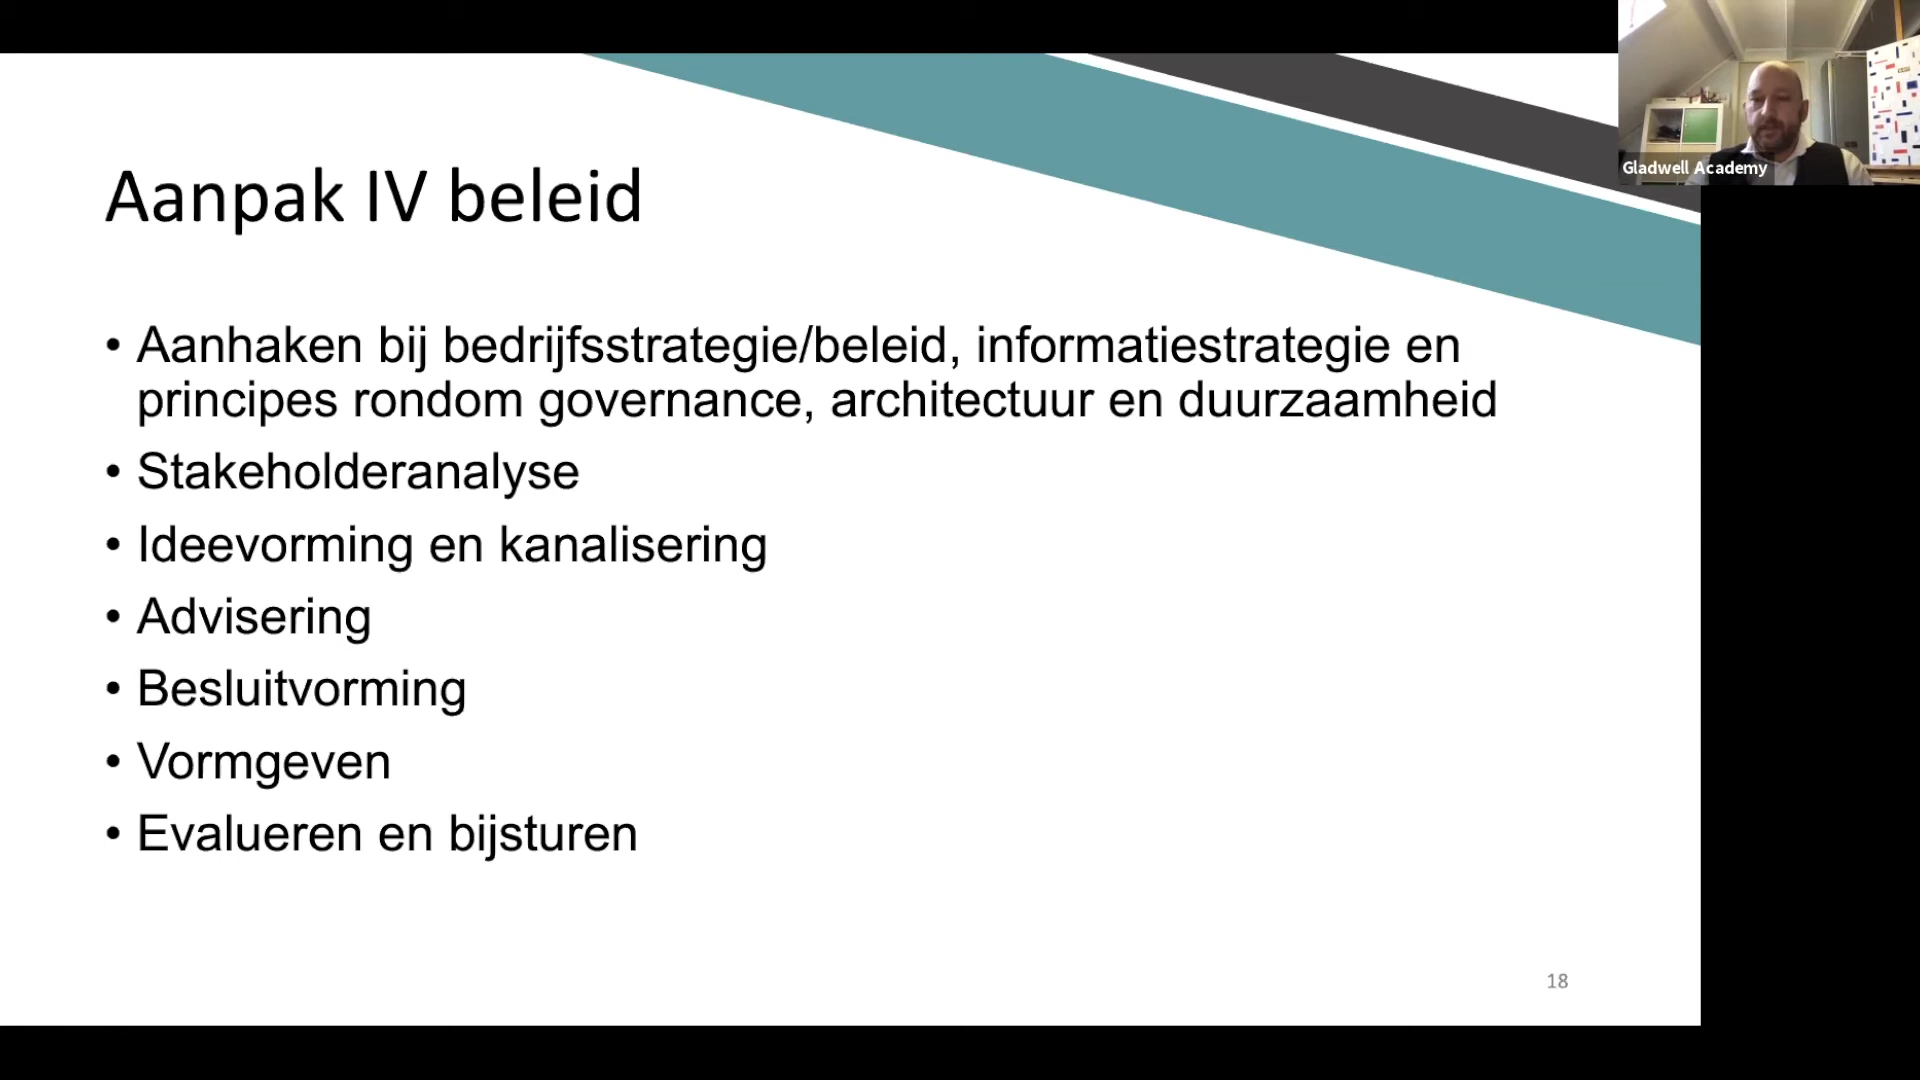 Gladwell Academy
Aanpak IV beleid
• Aanhaken bij bedrijfsstrategie/beleid, informatiestrategie en
principes rondom governance, architectuur en duurzaamheid
• Stakeholderanalyse
• Ideevorming en kanalisering
• Advisering
• Besluitvorming
• Vormgeven
• Evalueren en bijsturen
18